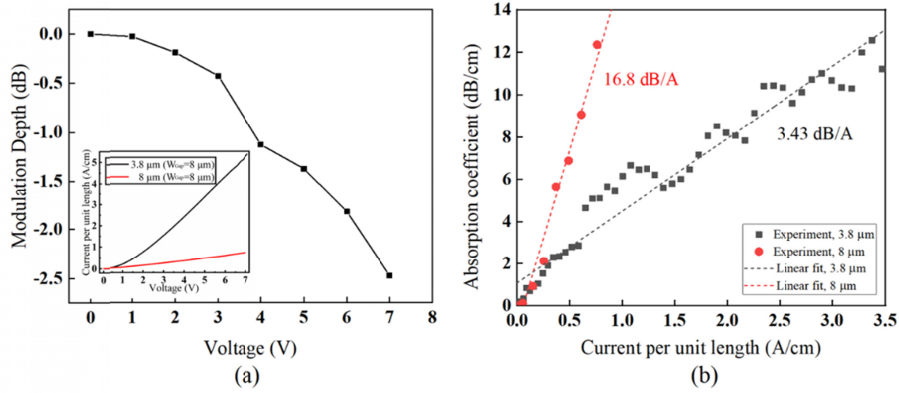 0.0
-0.5
-1.0
-1.5
-2.0
-2.5
Modulation Depth (dB)
0 1 2 3 4 5 6 7 8
Voltage (V)
(a)
3.8 μm (WGap=8 μm)
8 μm (WGap=8 μm)
5
4
3
2
1
0
Current per unit length (A/cm)
0 1 2 3 4 5 6 7
Voltage (V)
14
12
10
8
6
4
2
0
Absorption coefficient (dB/cm)
16.8 dB/A
3.43 dB/A
Experiment, 3.8 μm
Experiment, 8 μm
Linear fit, 3.8 μm
Linear fit, 8 μm
0.0 0.5 1.0 1.5 2.0 2.5 3.0 3.5
Current per unit length (A/cm)
(b)